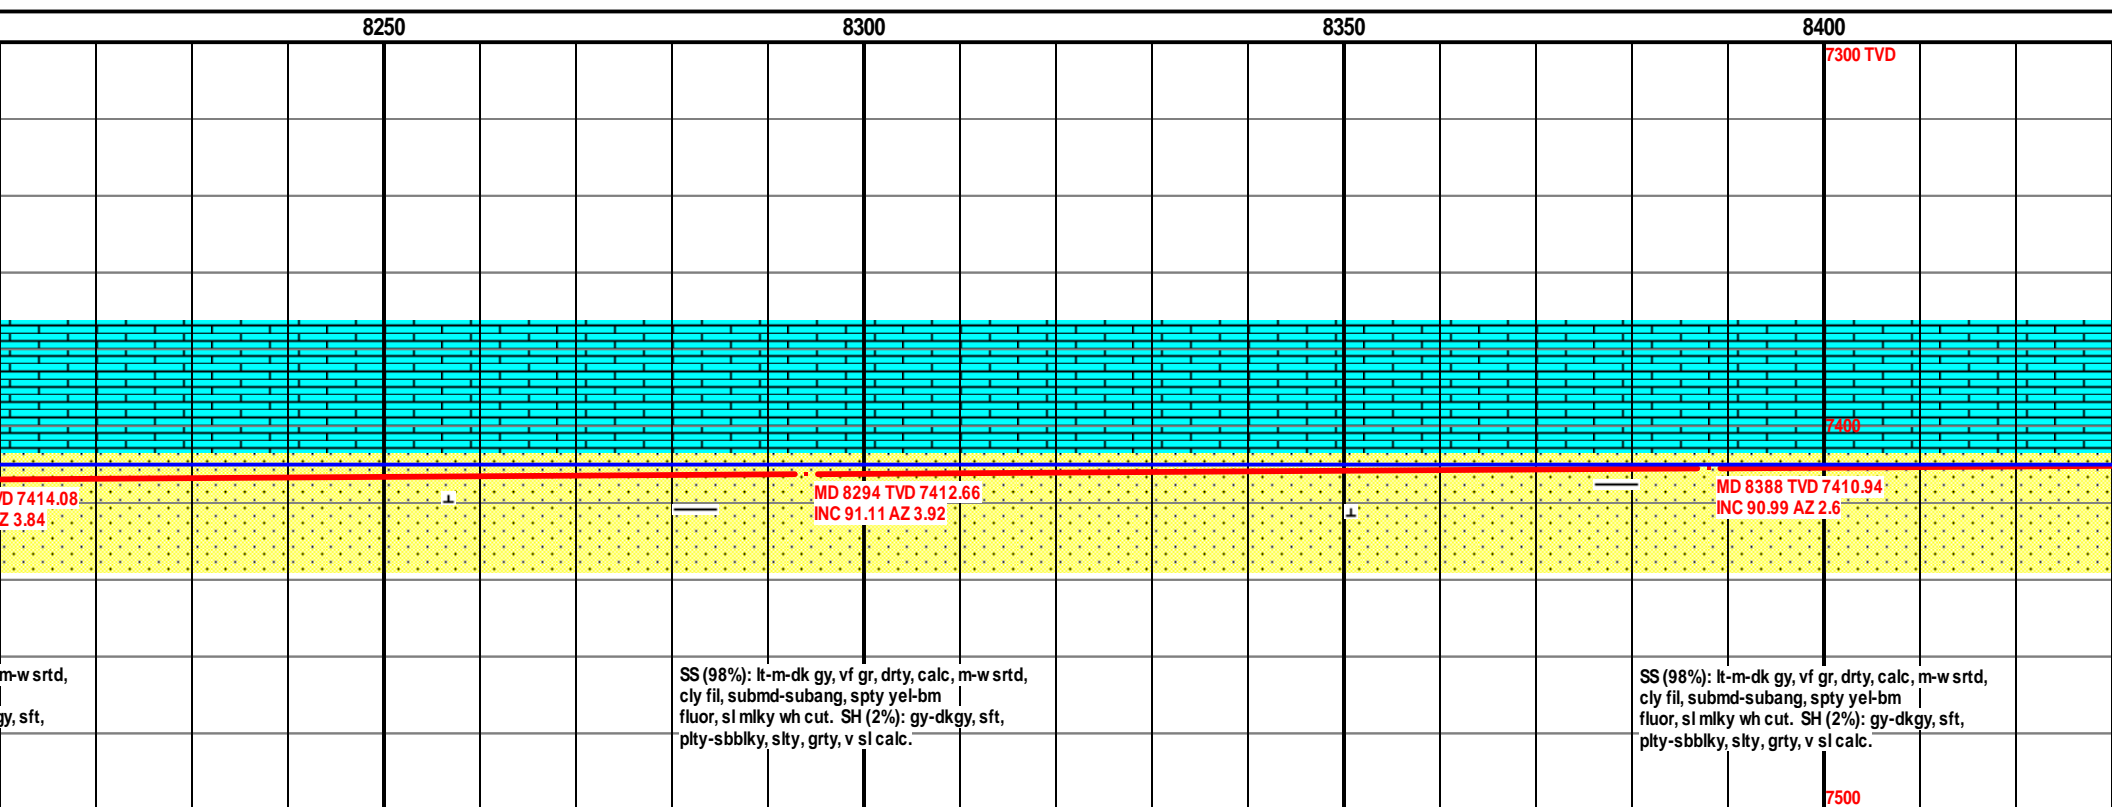 8250 8300 8350 8400
7300 TVD
7400
VD 7414.08
Z 3.84
MD 8294 TVD 7412.66
INC 91.11 AZ 3.92
MD 8388 TVD 7410.94
INC 90.99 AZ 2.6
m-w srtd,
gy, sft,
SS (98%): lt-m-dk gy, vf gr, drty, calc, m-w srtd,
cly fil, submd-subang, spty yel-brn
fluor, sl mlky wh cut. SH (2%): gy-dkgy, sft,
plty-sbblky, slty, grty, v sl calc.
SS (98%): lt-m-dk gy, vf gr, drty, calc, m-w srtd,
cly fil, submd-subang, spty yel-brn
fluor, sl mlky wh cut. SH (2%): gy-dkgy, sft,
plty-sbblky, slty, grty, v sl calc.
7500